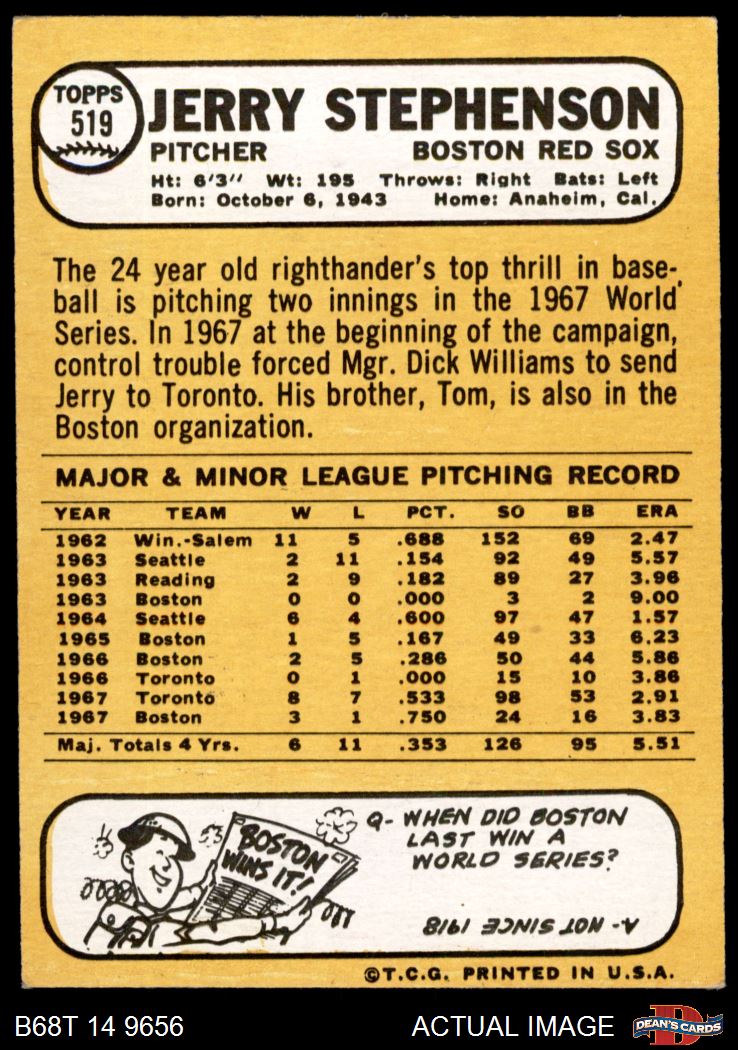 TOPPS
519
JERRY STEPHENSON
PITCHER BOSTON RED SOX
Ht: 6'3" Wt: 195 Throws: Right Bats: Left
Born: October 6, 1943 Home: Anaheim, Cal.
The 24 year old righthander's top thrill in base-
ball is pitching two innings in the 1967 World
Series. In 1967 at the beginning of the campaign,
control trouble forced Mgr. Dick Williams to send
Jerry to Toronto. His brother, Tom, is also in the
Boston organization.
MAJOR & MINOR LEAGUE PITCHING RECORD
YEAR TEAM W L PCT. SO BB ERA
1962 Win.-Salem 11 5 .688 152 69 2.47
1963 Seattle 2 11 .154 92 49 5.57
1963 Reading 2 9 .182 89 27 3.96
1963 Boston 0 0 .000 3 2 9.00
1964 Seattle 6 4 .600 97 47 1.57
1965 Boston 1 5 .167 49 33 6.23
1966 Boston 2 5 .286 50 44 5.86
1966 Toronto 0 1 .000 15 10 3.86
1967 Toronto 8 7 .533 98 53 2.91
1967 Boston 3 1 .750 24 16 3.83
Maj. Totals 4 Yrs. 6 11 .353 126 95 5.51
BOSTON
WINS IT!
Q- WHEN DID BOSTON
LAST WIN A
WORLD SERIES?
A- NOT SINCE 1918
©T.C.G. PRINTED IN U.S.A.
B68T 14 9656 ACTUAL IMAGE
D
DEAN'S CARDS